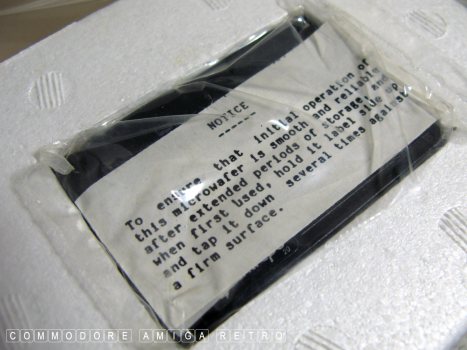 NOTICE
------
To ensure that initial operation of
this microwafer is smooth and reliable
after extended periods of storage, and
when first used, hold it label side up
and tap it down several times against
a firm surface.
COMMODORE AMIGA RETRO